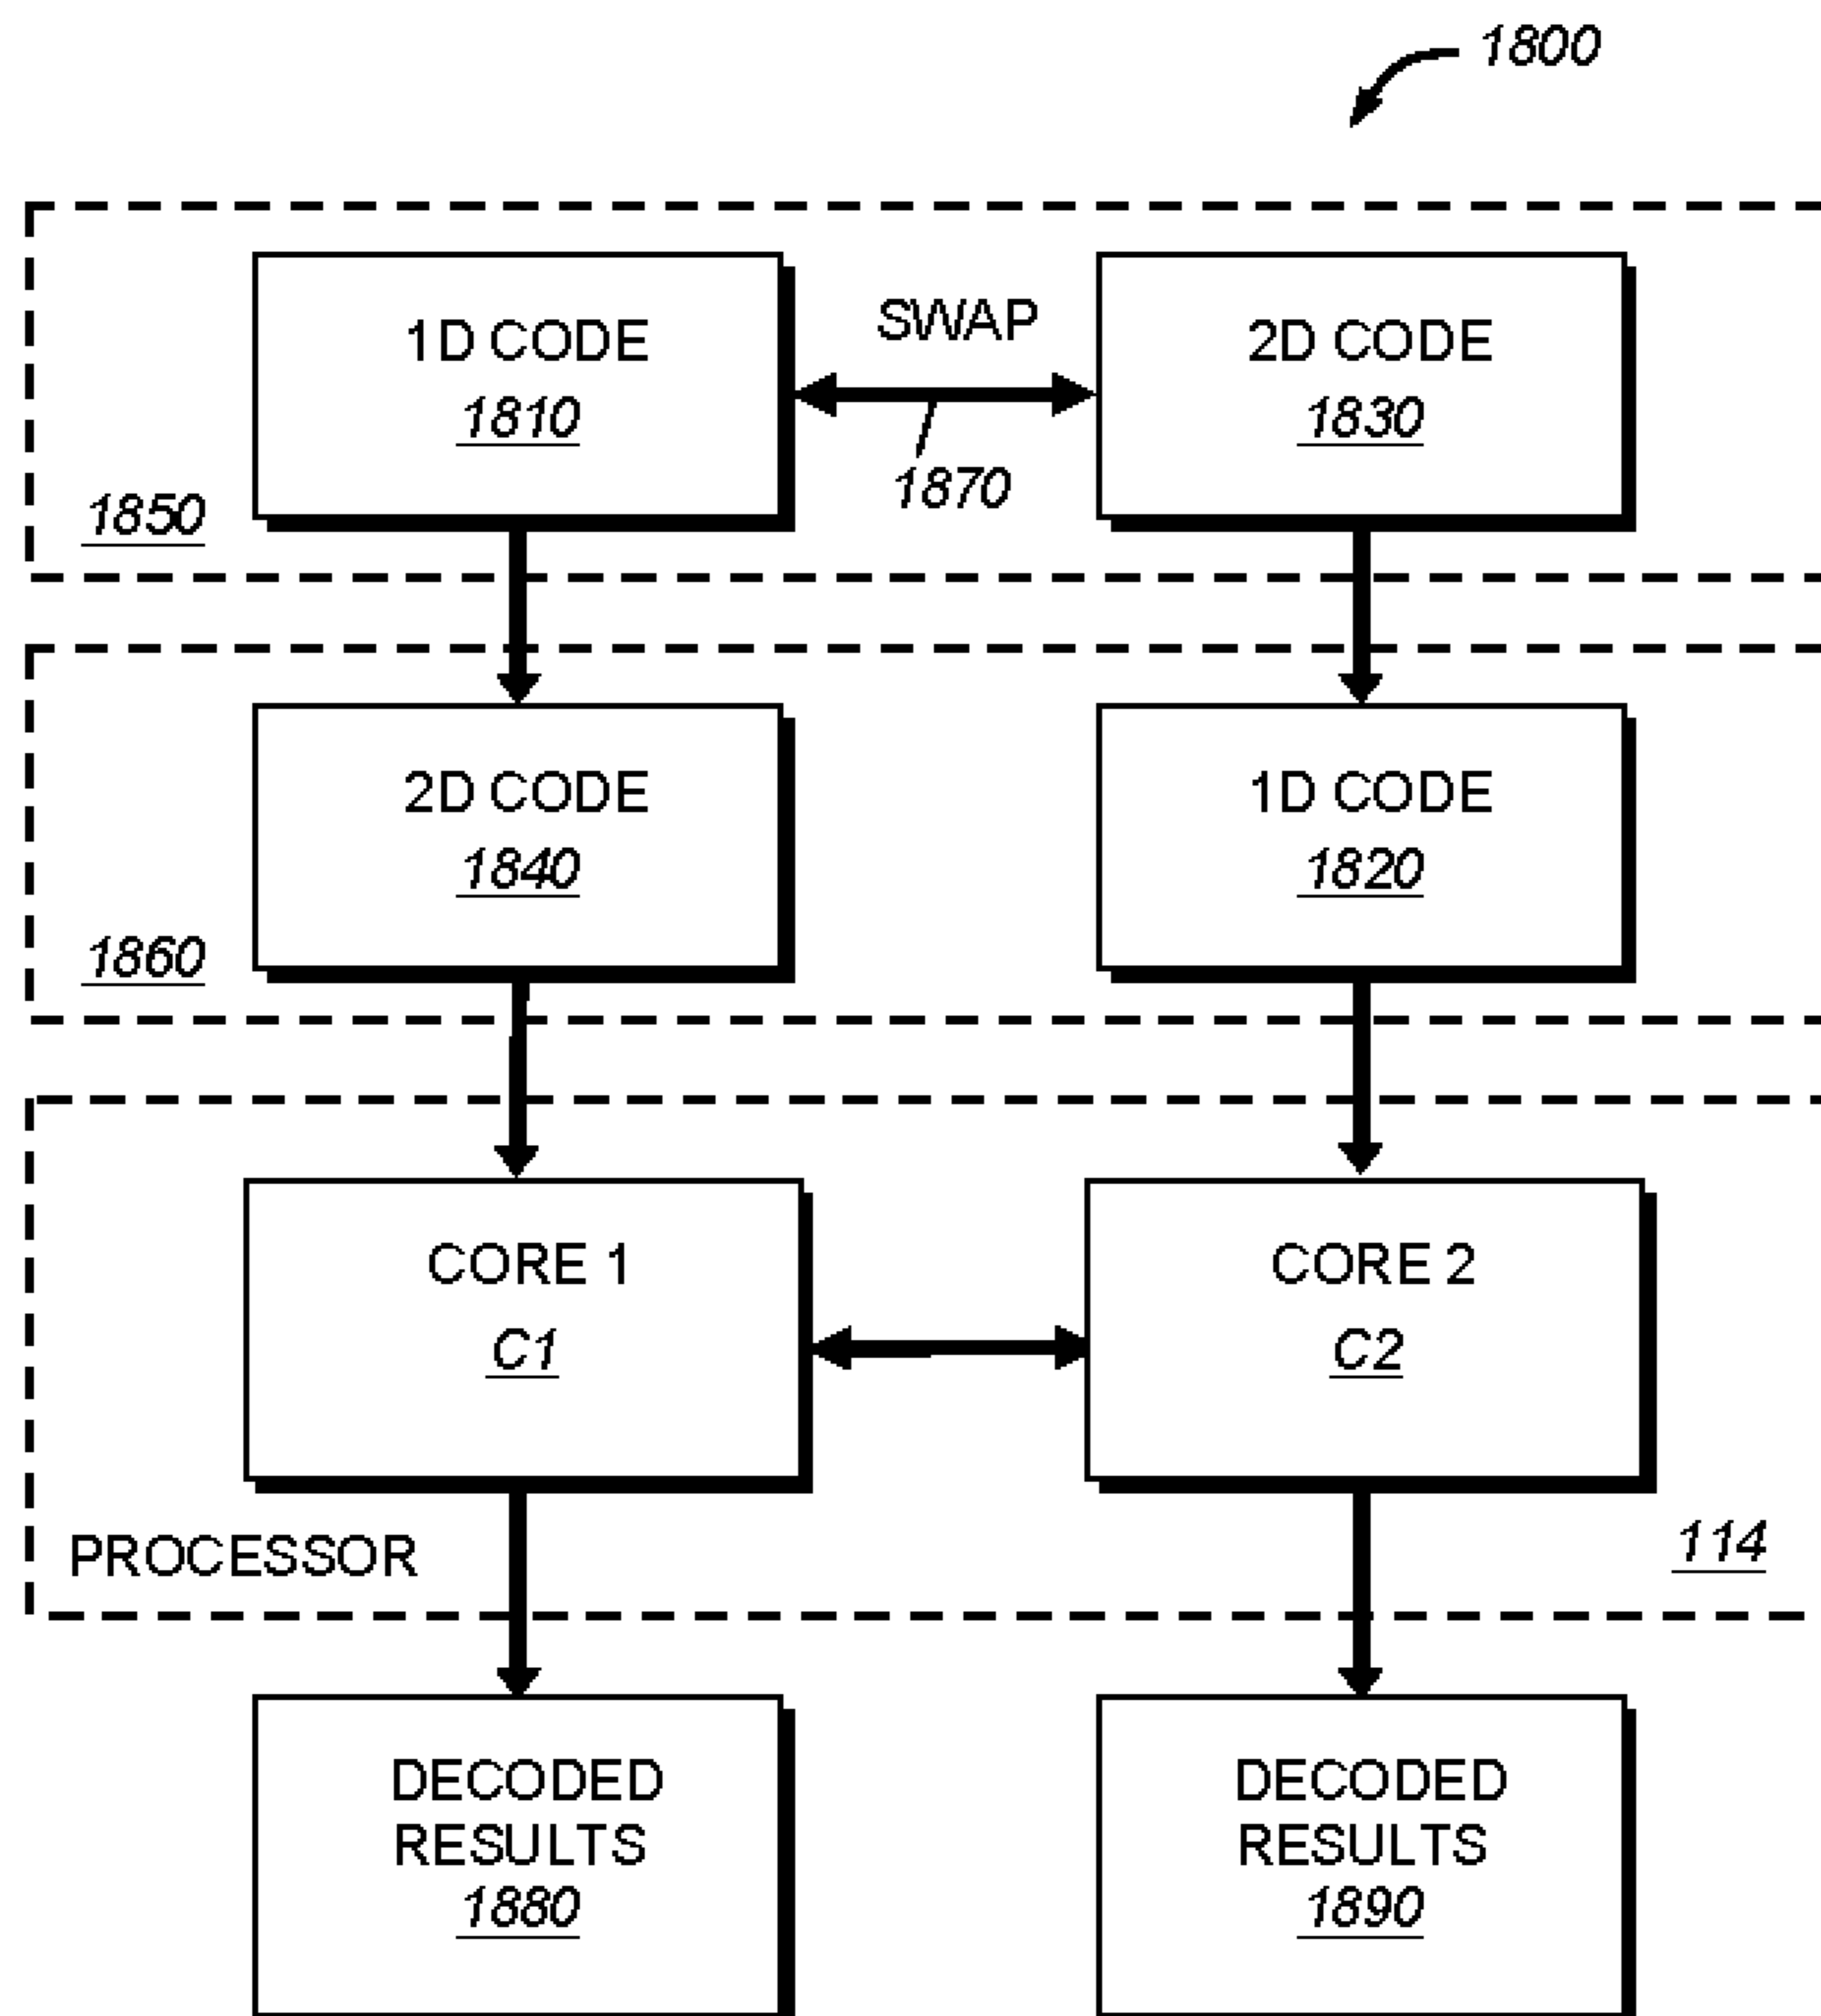 1800
1D CODE
1810
SWAP
1870
2D CODE
1830
1850
2D CODE
1840
1D CODE
1820
1860
CORE 1
C1
CORE 2
C2
PROCESSOR
114
DECODED
RESULTS
1880
DECODED
RESULTS
1890